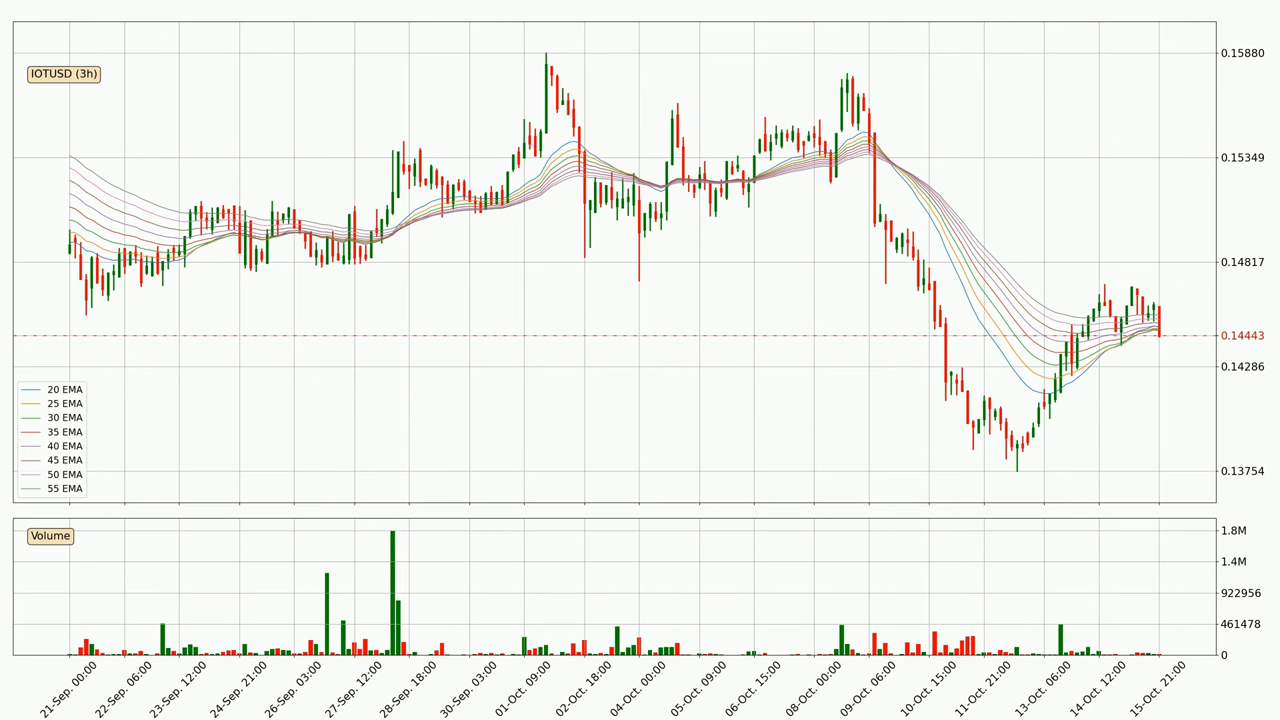 IOTUSD (3h)
0.15880
0.15349
0.14817
0.14443
0.14286
0.13754
20 EMA
25 EMA
30 EMA
35 EMA
40 EMA
45 EMA
50 EMA
55 EMA
Volume
1.8M
1.4M
922956
461478
0
21-Sep. 00:00
22-Sep. 06:00
23-Sep. 12:00
24-Sep. 21:00
26-Sep. 03:00
27-Sep. 12:00
28-Sep. 18:00
30-Sep. 03:00
01-Oct. 09:00
02-Oct. 18:00
04-Oct. 00:00
05-Oct. 09:00
06-Oct. 15:00
08-Oct. 00:00
09-Oct. 06:00
10-Oct. 15:00
11-Oct. 21:00
13-Oct. 06:00
14-Oct. 12:00
15-Oct. 21:00